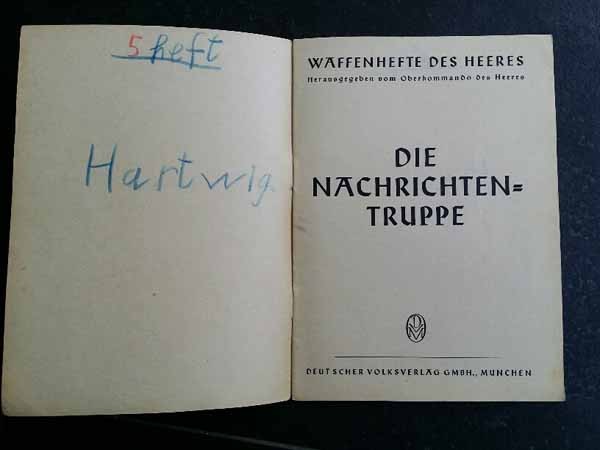 5 heft
Hartwig.
WAFFENHEFTE DES HEERES
Herausgegeben vom Oberkommando des Heeres
DIE
NACHRICHTEN=
TRUPPE
DEUTSCHER VOLKSVERLAG GMBH., MÜNCHEN